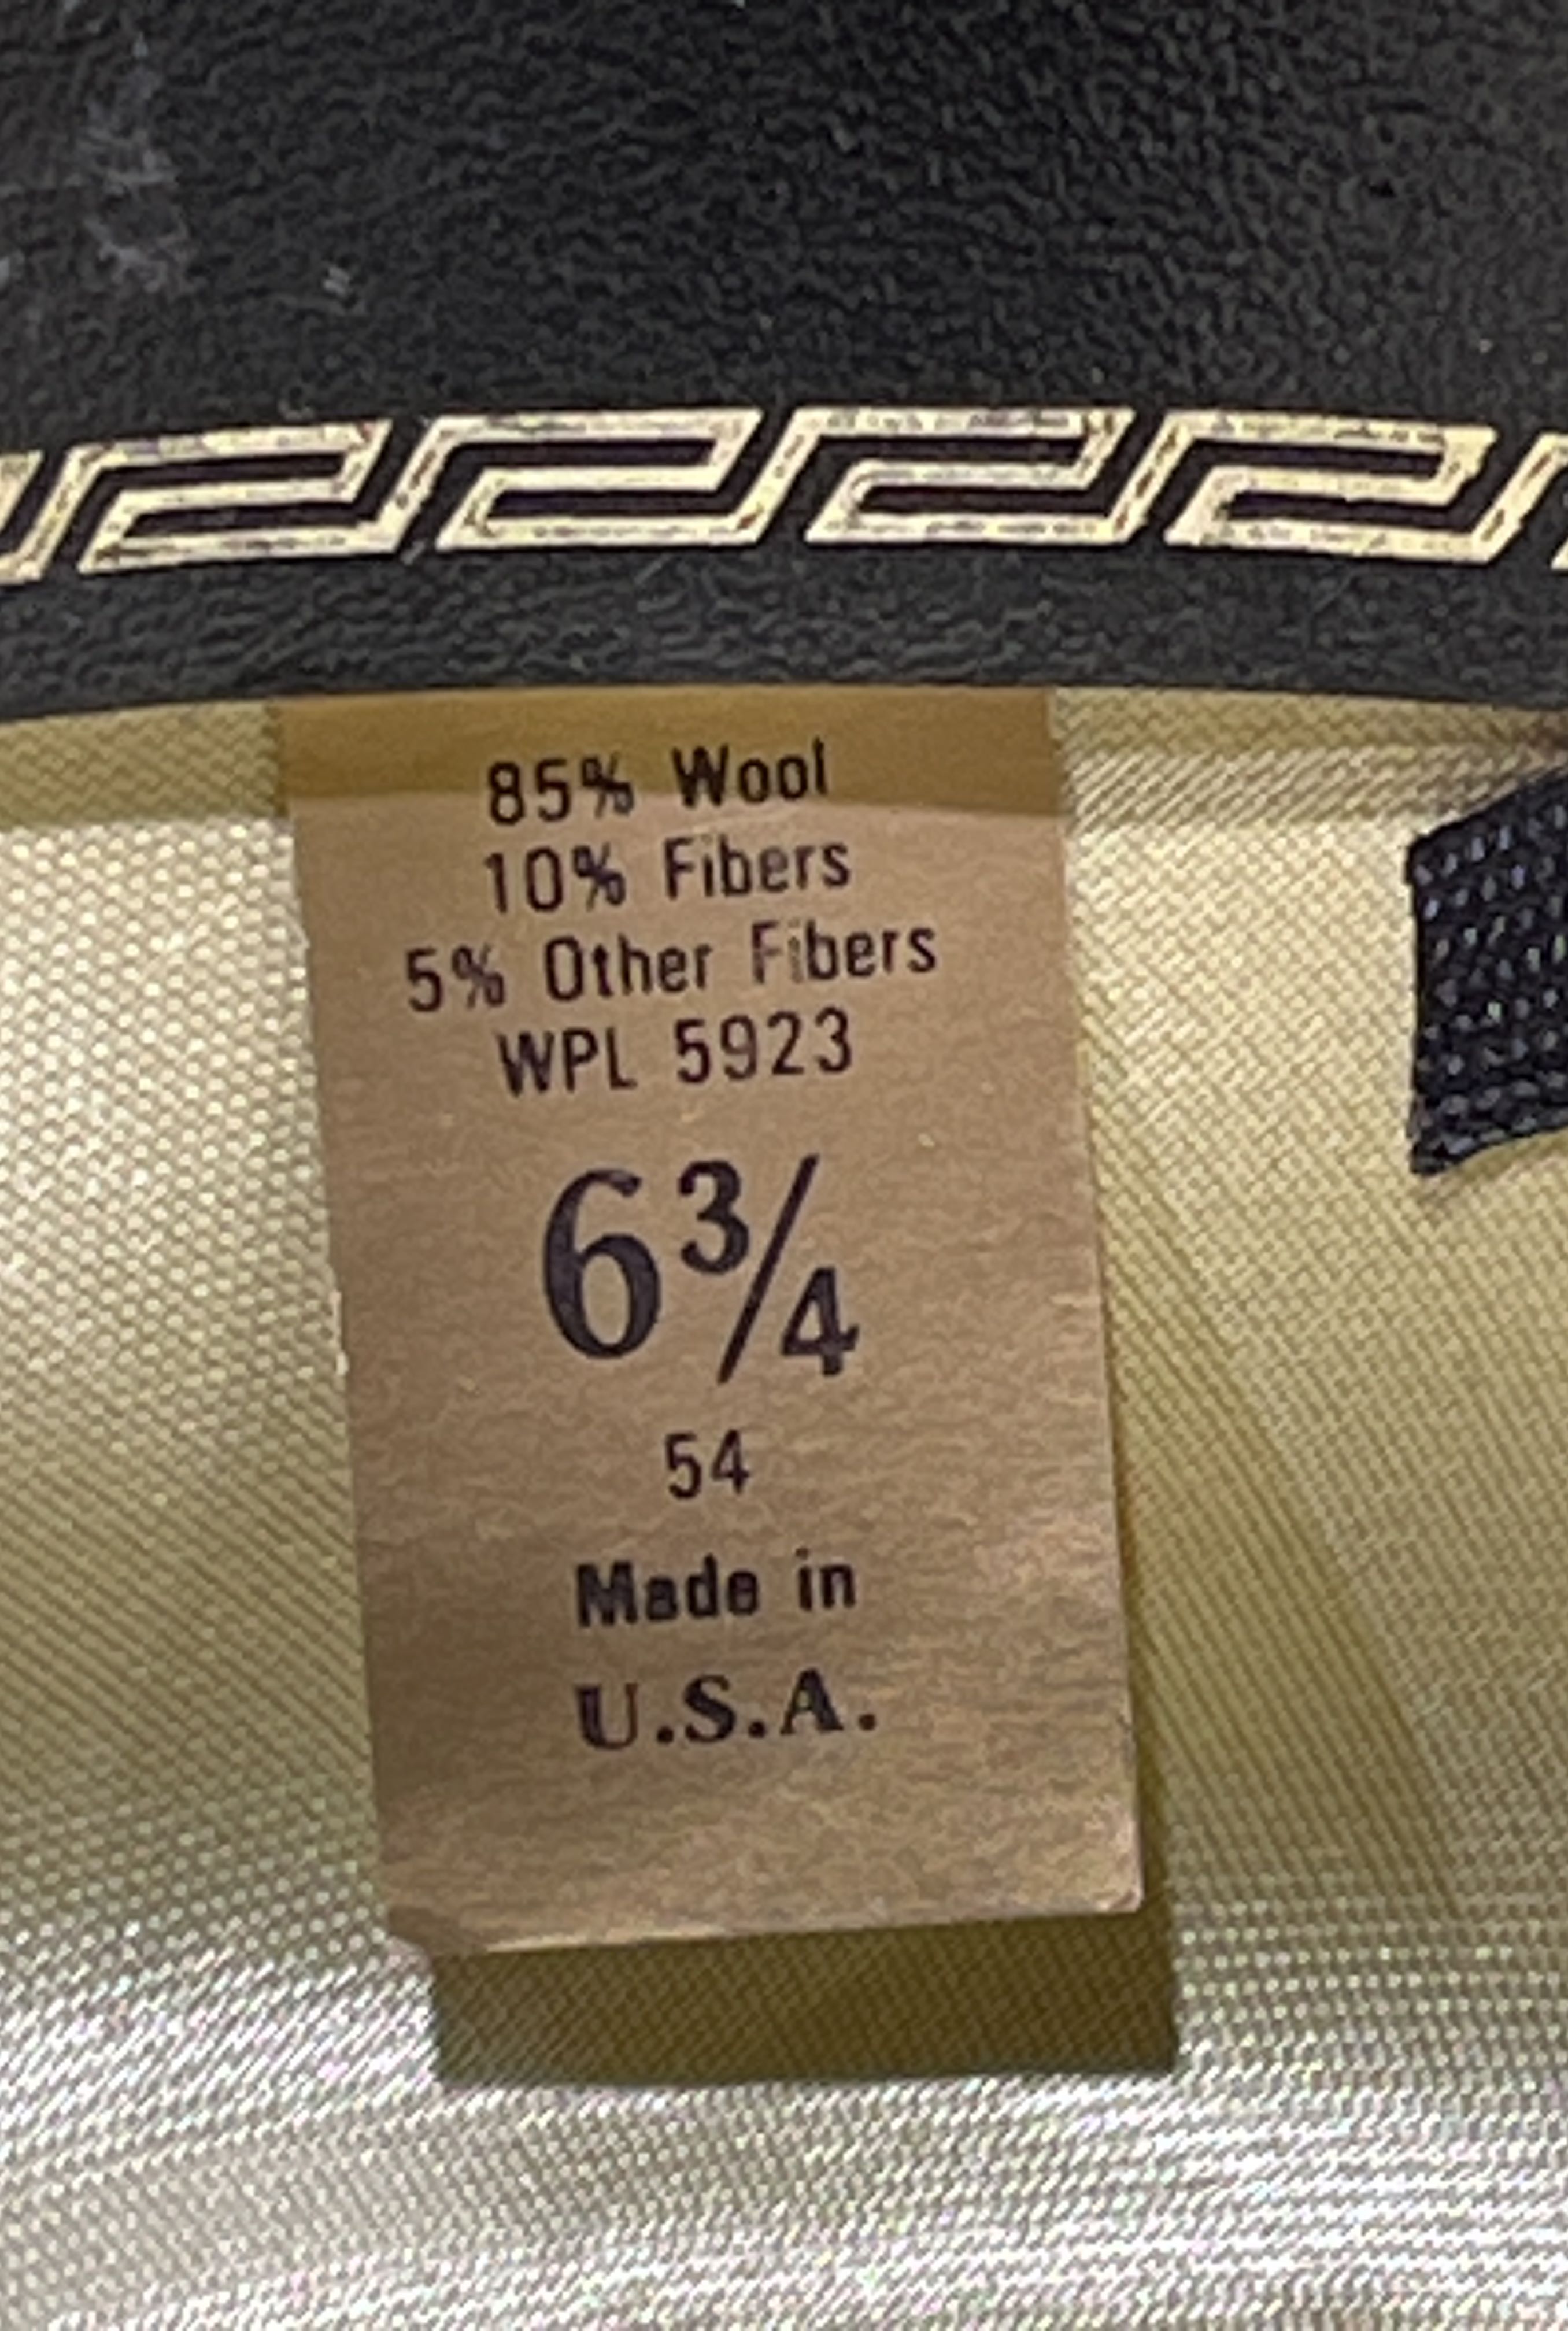 85% Wool
10% Fibers
5% Other Fibers
WPL 5923
6¾
54
Made in
U.S.A.